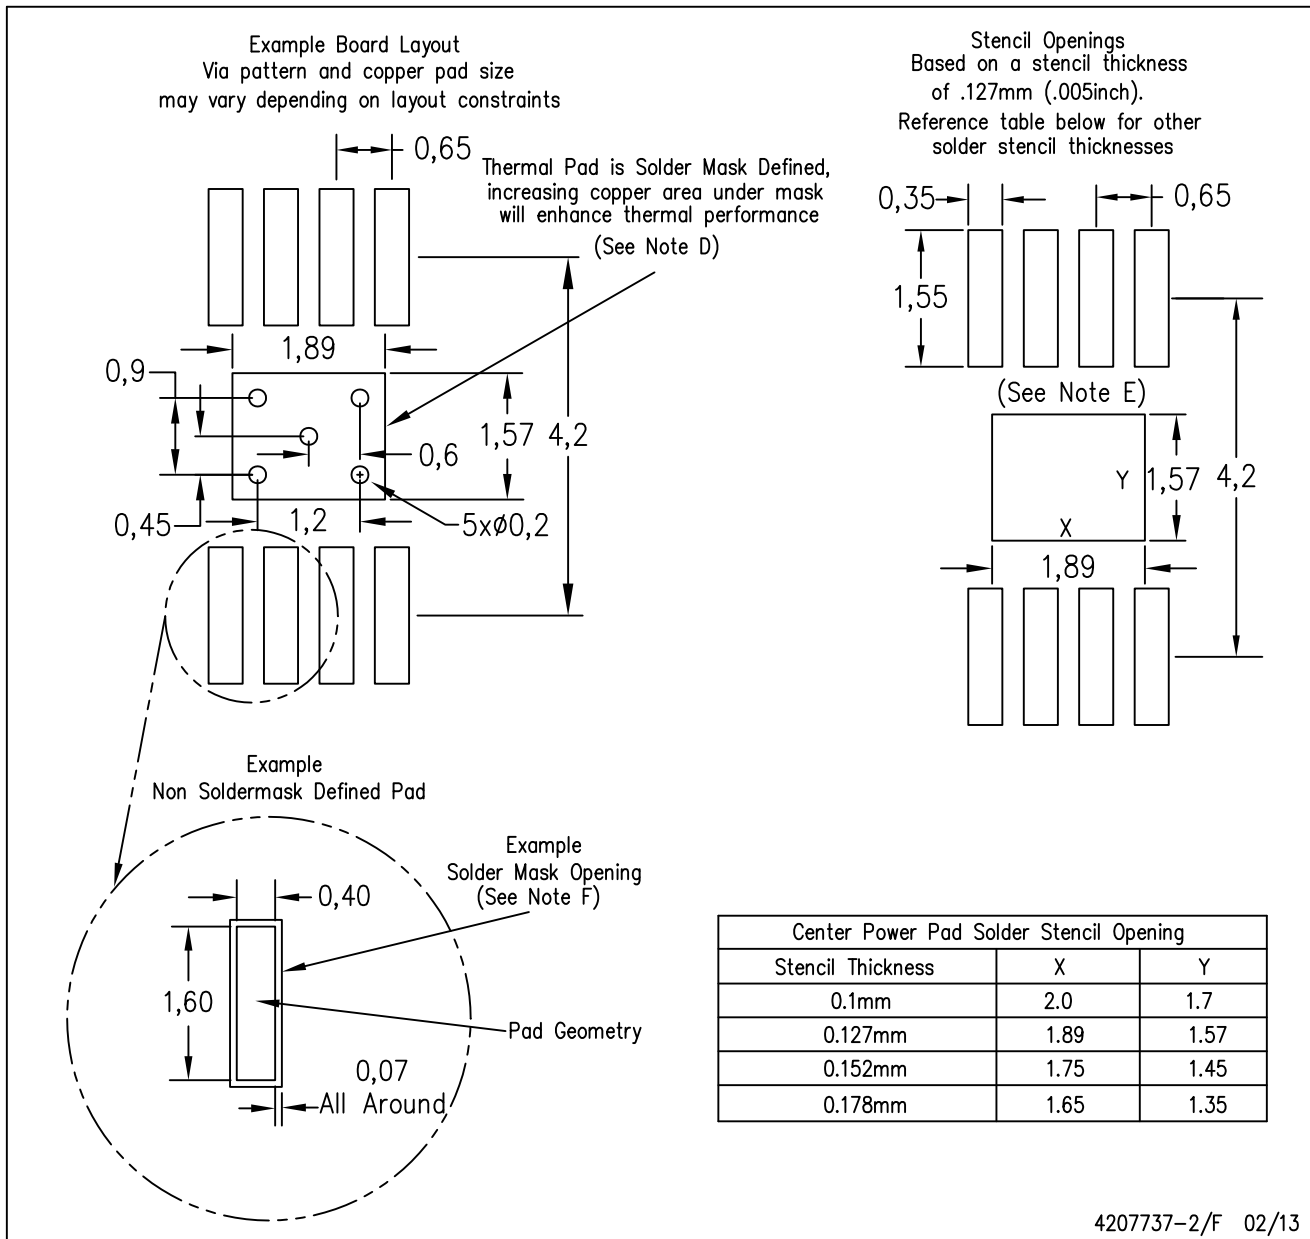 Example Board Layout
Via pattern and copper pad size
may vary depending on layout constraints
0,65
Thermal Pad is Solder Mask Defined,
increasing copper area under mask
will enhance thermal performance
(See Note D)
1,89
0,9
1,57
4,2
0,6
0,45
1,2
5xø0,2
Stencil Openings
Based on a stencil thickness
of .127mm (.005inch).
Reference table below for other
solder stencil thicknesses
0,35
0,65
1,55
(See Note E)
Y
1,57
4,2
X
1,89
Example
Non Soldermask Defined Pad
Example
Solder Mask Opening
(See Note F)
0,40
1,60
Pad Geometry
0,07
All Around
Center Power Pad Solder Stencil Opening
Stencil Thickness X Y
0.1mm 2.0 1.7
0.127mm 1.89 1.57
0.152mm 1.75 1.45
0.178mm 1.65 1.35
4207737-2/F 02/13